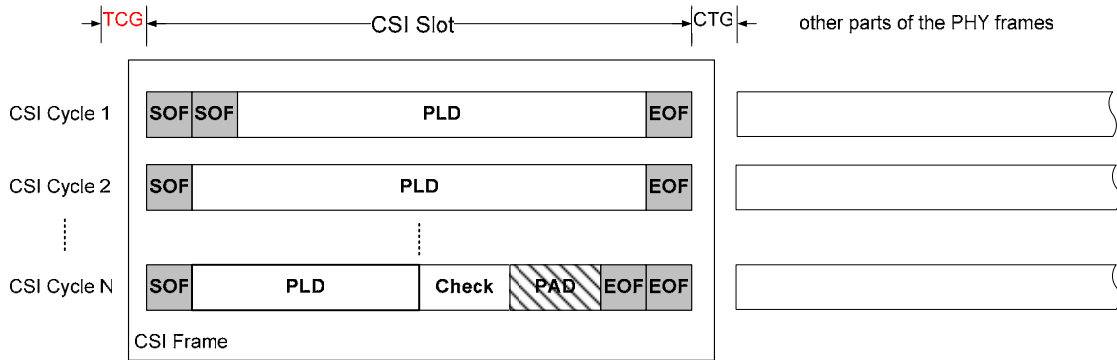 TCG CSI Slot CTG other parts of the PHY frames
CSI Cycle 1 SOF SOF PLD EOF
CSI Cycle 2 SOF PLD EOF
CSI Cycle N SOF PLD Check PAD EOF EOF
CSI Frame